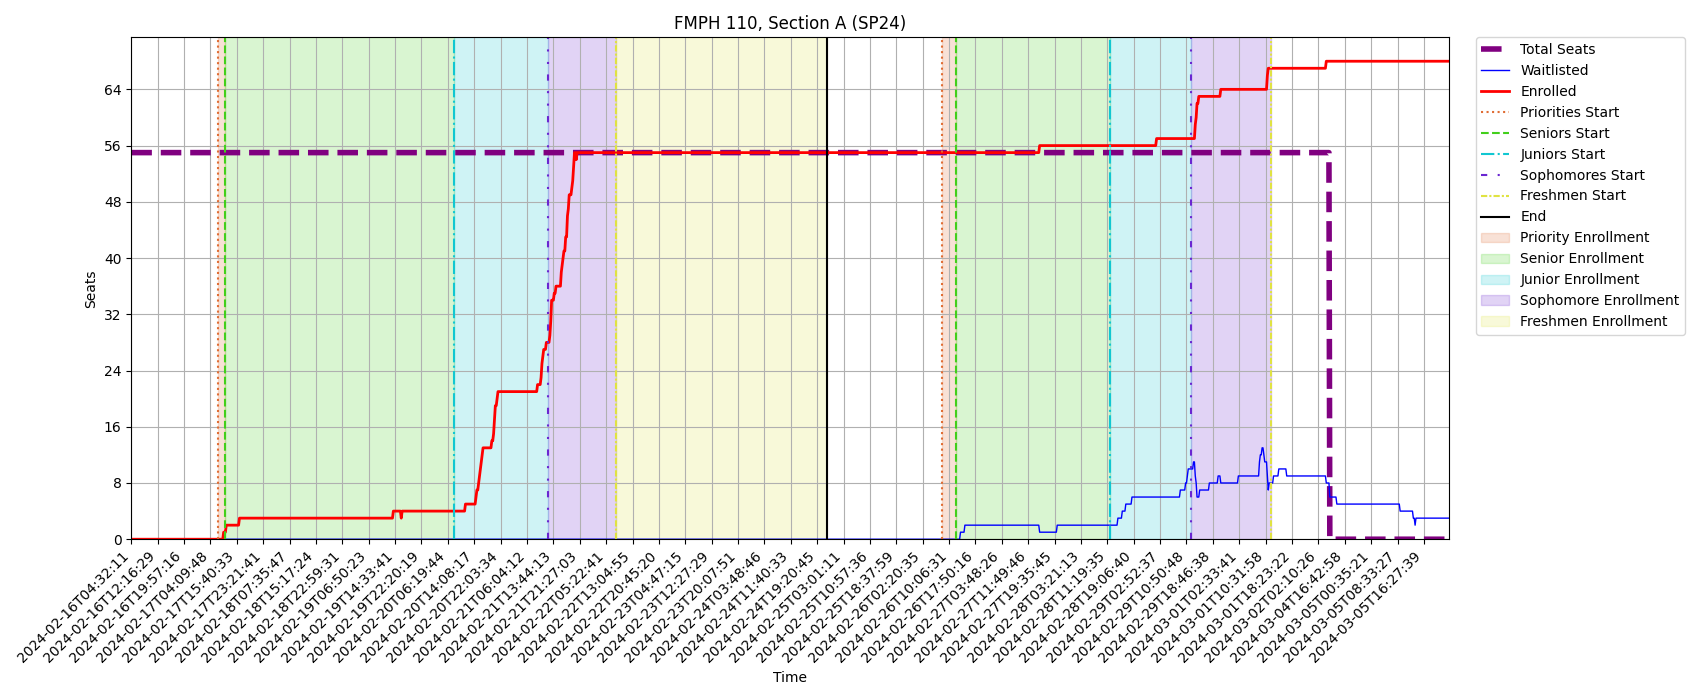 FMPH 110, Section A (SP24)
Seats
64
56
48
40
32
24
16
8
0
2024-02-16T04:32:11
2024-02-16T12:16:29
2024-02-16T19:57:16
2024-02-17T04:09:48
2024-02-17T15:40:33
2024-02-17T23:21:41
2024-02-18T07:35:47
2024-02-18T15:17:24
2024-02-18T22:59:31
2024-02-19T06:50:23
2024-02-19T14:33:41
2024-02-19T22:20:19
2024-02-20T06:19:44
2024-02-20T14:08:17
2024-02-20T22:03:34
2024-02-21T06:04:12
2024-02-21T13:44:13
2024-02-21T21:27:03
2024-02-22T05:22:41
2024-02-22T13:04:55
2024-02-22T20:45:20
2024-02-23T04:47:15
2024-02-23T12:27:29
2024-02-23T20:07:51
2024-02-24T03:48:46
2024-02-24T11:40:33
2024-02-24T19:20:45
2024-02-25T03:01:11
2024-02-25T10:57:36
2024-02-25T18:37:59
2024-02-26T02:20:35
2024-02-26T10:06:31
2024-02-26T17:50:16
2024-02-27T03:48:26
2024-02-27T11:49:46
2024-02-27T19:35:45
2024-02-28T03:21:13
2024-02-28T11:19:35
2024-02-28T19:06:40
2024-02-29T02:52:37
2024-02-29T10:50:48
2024-02-29T18:46:38
2024-03-01T02:33:41
2024-03-01T10:31:58
2024-03-01T18:23:22
2024-03-02T02:10:26
2024-03-04T16:42:58
2024-03-05T00:35:21
2024-03-05T08:33:27
2024-03-05T16:27:39
Time
Total Seats
Waitlisted
Enrolled
Priorities Start
Seniors Start
Juniors Start
Sophomores Start
Freshmen Start
End
Priority Enrollment
Senior Enrollment
Junior Enrollment
Sophomore Enrollment
Freshmen Enrollment